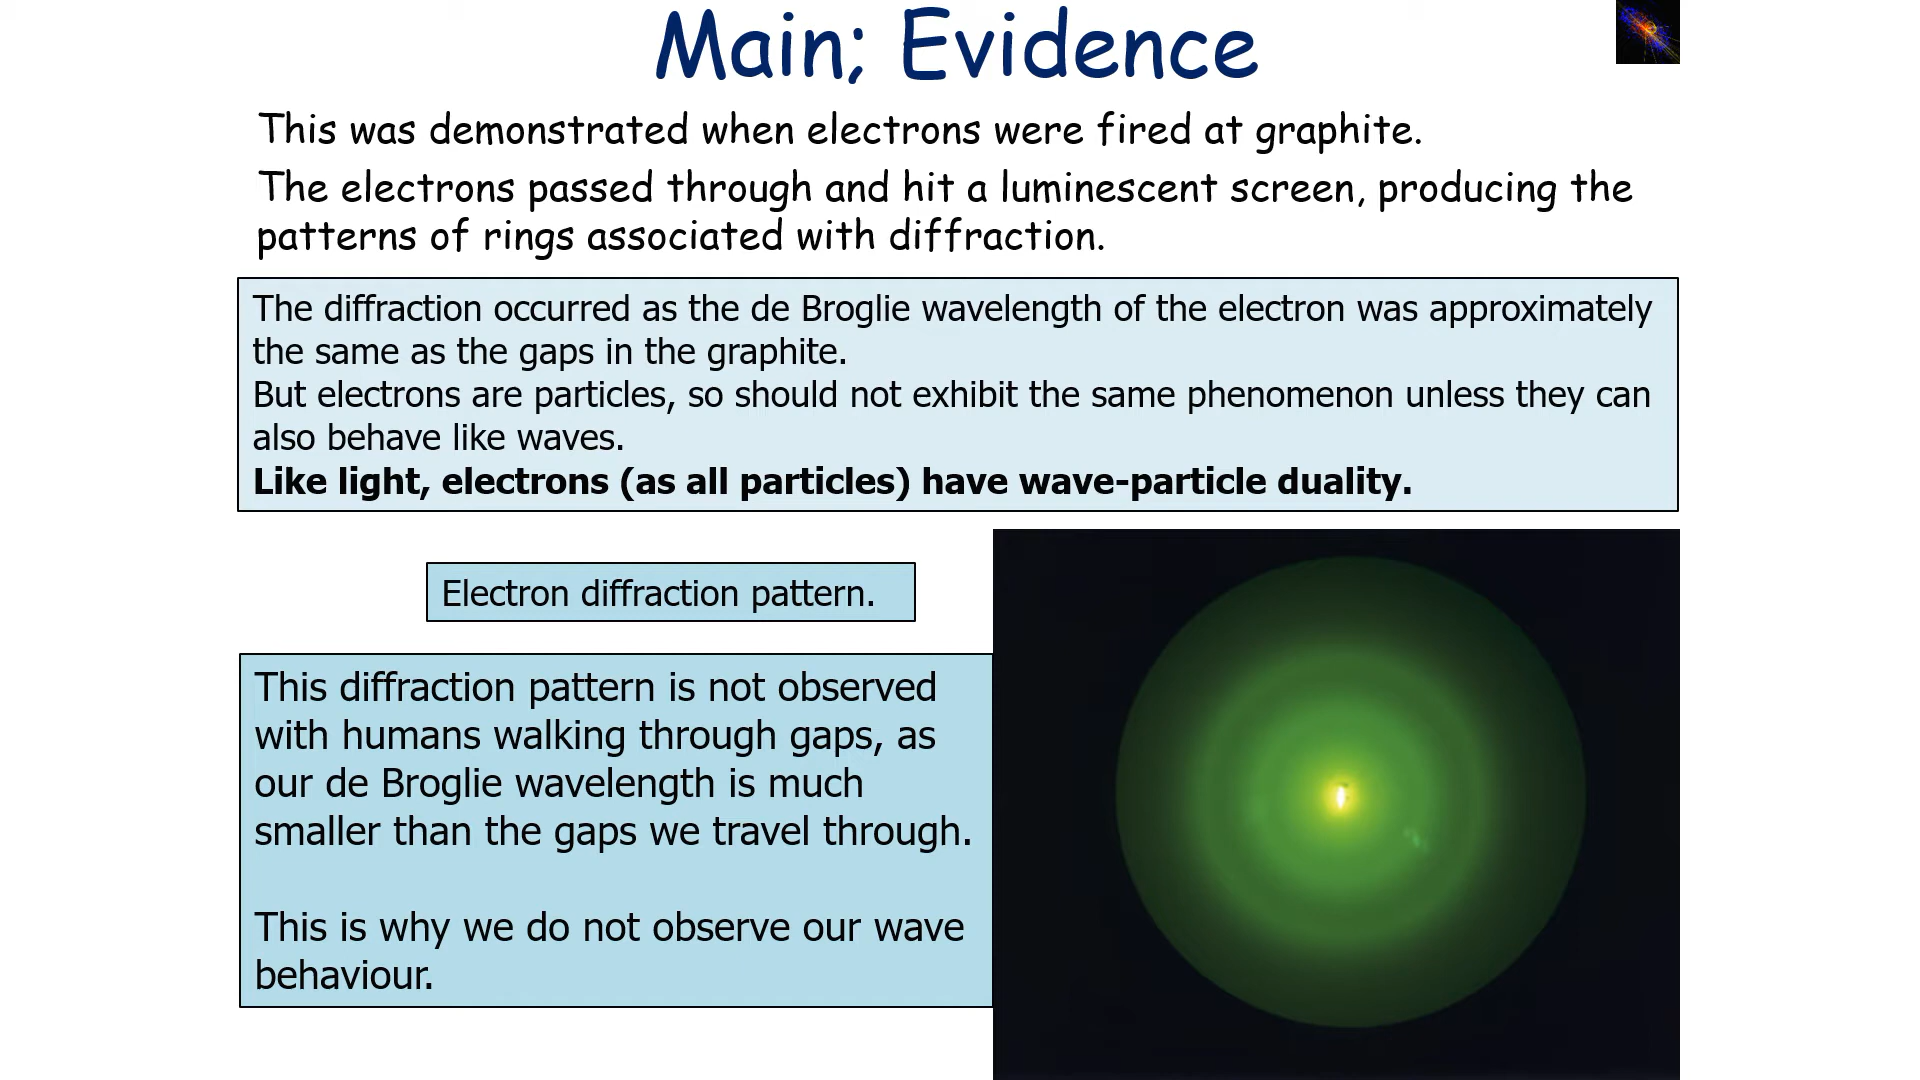 Main; Evidence
This was demonstrated when electrons were fired at graphite.
The electrons passed through and hit a luminescent screen, producing the
patterns of rings associated with diffraction.
The diffraction occurred as the de Broglie wavelength of the electron was approximately
the same as the gaps in the graphite.
But electrons are particles, so should not exhibit the same phenomenon unless they can
also behave like waves.
Like light, electrons (as all particles) have wave-particle duality.
Electron diffraction pattern.
This diffraction pattern is not observed
with humans walking through gaps, as
our de Broglie wavelength is much
smaller than the gaps we travel through.
This is why we do not observe our wave
behaviour.